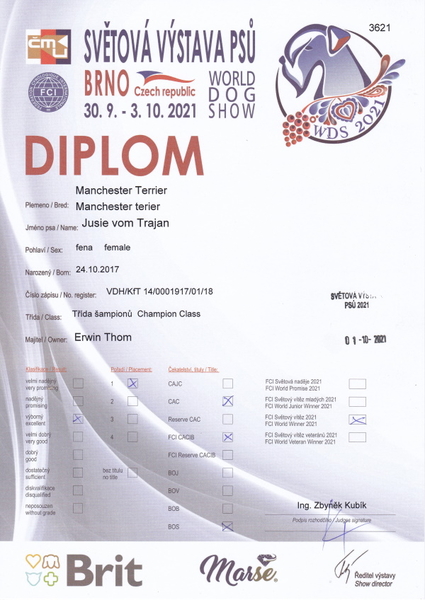 3621
ČMKU
FCI
SVĚTOVÁ VÝSTAVA PSŮ
BRNO Czech republic
30. 9. - 3. 10. 2021
WORLD
DOG
SHOW
WDS 2021
DIPLOM
Manchester Terrier
Plemeno / Bred: Manchester terier
Jméno psa / Name: Jusie vom Trajan
Pohlaví / Sex: fena female
Narozený / Born: 24.10.2017
Číslo zápisu / No. register: VDH/KfT 14/0001917/01/18
Třída / Class: Třída šampionů Champion Class
Majitel / Owner: Erwin Thom
SVĚTOVÁ
PSŮ 2021
01-10-2021
Klasifikace
velmi nadějný
very promising
nadějný
promising
výborný
excellent
velmi dobrý
very good
dobrý
good
dostatečný
sufficient
diskvalifikace
disqualified
neposouzen
without grade
Pořadí / Placement:
1
2
3
4
bez titulu
no title
Čekatelství, tituly / Title:
CAJC
CAC
Reserve CAC
FCI CACIB
FCI Reserve CACIB
BOJ
BOV
BOB
BOS
FCI Světová naděje 2021
FCI World Promise 2021
FCI Světový vítěz mladých 2021
FCI World Junior Winner 2021
FCI Světový vítěz 2021
FCI World Winner 2021
FCI Světový vítěz veteránů 2021
FCI World Veteran Winner 2021
Ing. Zbyněk Kubík
Podpis rozhodčího / Judge signature
Brit
Marše.
Ředitel výstavy
Show director